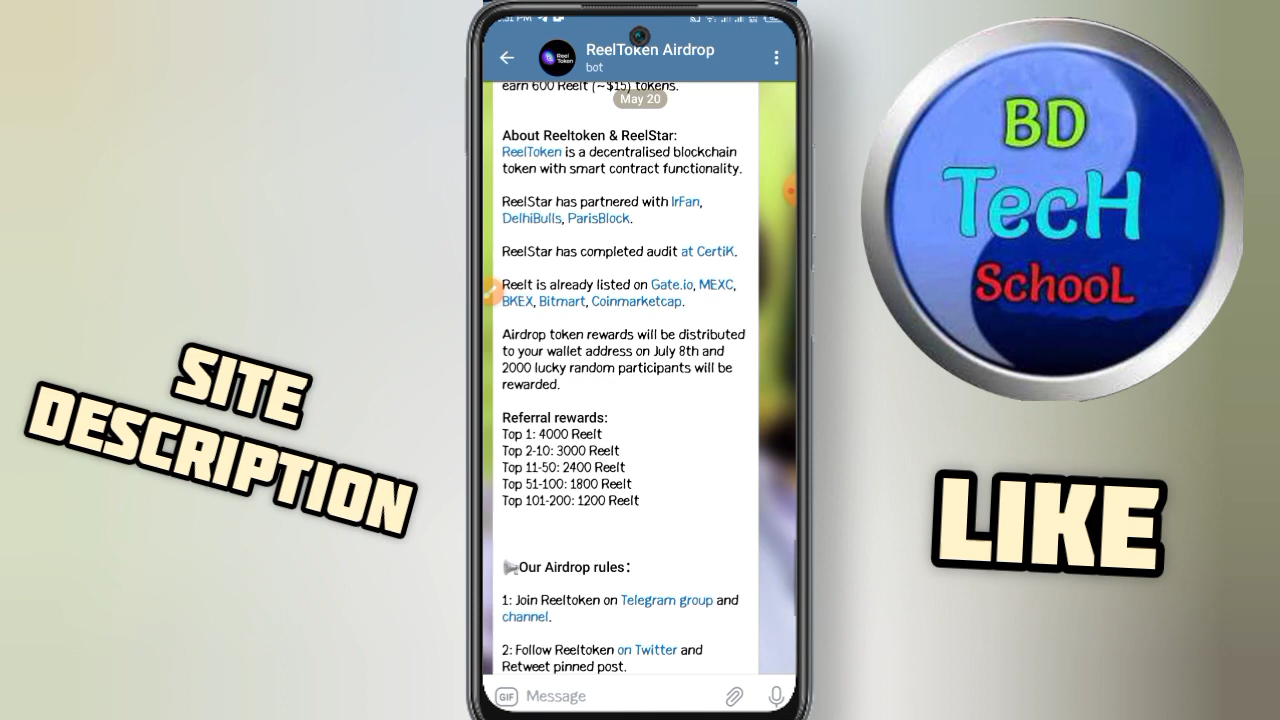 ReelToken Airdrop
bot
earn 600 Reelt (~$15) tokens.
May 20
About Reeltoken & ReelStar:
ReelToken is a decentralised blockchain
token with smart contract functionality.
ReelStar has partnered with IrFan,
DelhiBulls, ParisBlock.
ReelStar has completed audit at CertiK.
Reelt is already listed on Gate.io, MEXC,
BKEX, Bitmart, Coinmarketcap.
Airdrop token rewards will be distributed
to your wallet address on July 8th and
2000 lucky random participants will be
rewarded.
Referral rewards:
Top 1: 4000 Reelt
Top 2-10: 3000 Reelt
Top 11-50: 2400 Reelt
Top 51-100: 1800 Reelt
Top 101-200: 1200 Reelt
Our Airdrop rules:
1: Join Reeltoken on Telegram group and
channel.
2: Follow Reeltoken on Twitter and
Retweet pinned post.
GIF Message
SITE
DESCRIPTION
BD
TecH
SchooL
LIKE
Reel
Token